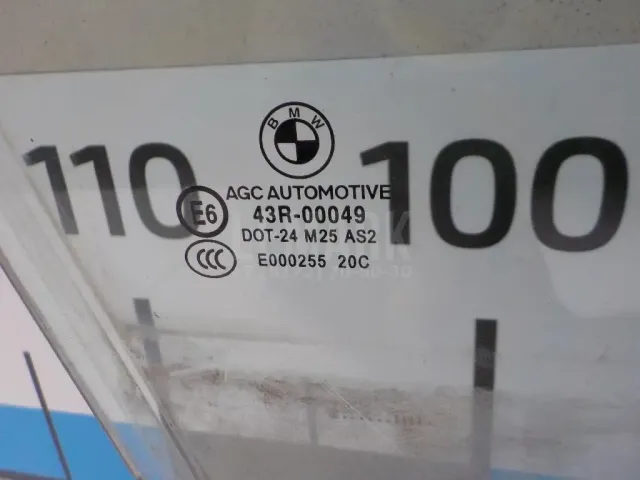 BMW
110
100
AGC AUTOMOTIVE
E6
43R-00049
DOT-24 M25 AS2
CCC
E000255 20C